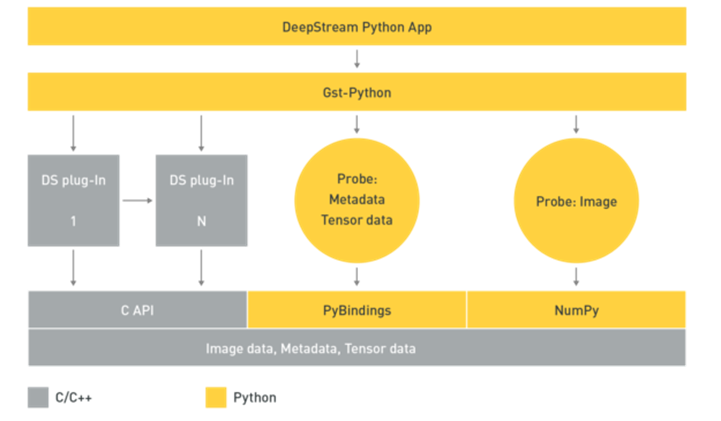 DeepStream Python App
Gst-Python
DS plug-In
1
DS plug-In
N
Probe:
Metadata
Tensor data
Probe: Image
C API
PyBindings
NumPy
Image data, Metadata, Tensor data
C/C++
Python